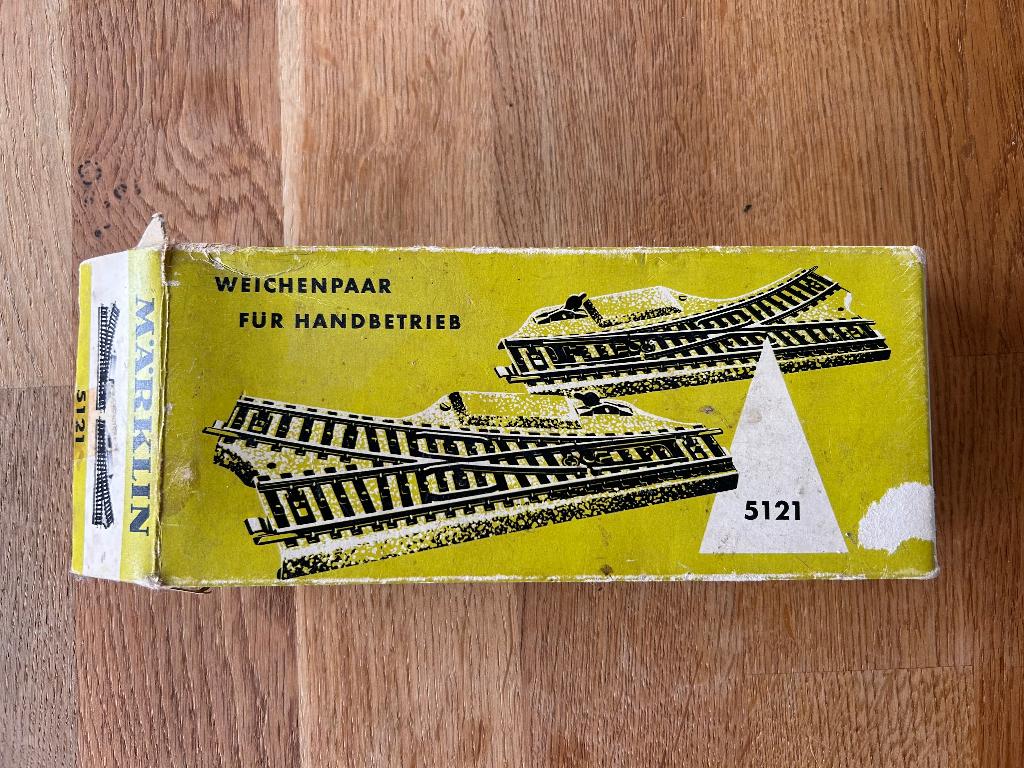 WEICHENPAAR
FÜR HANDBETRIEB
5121
MÄRKLIN
5121